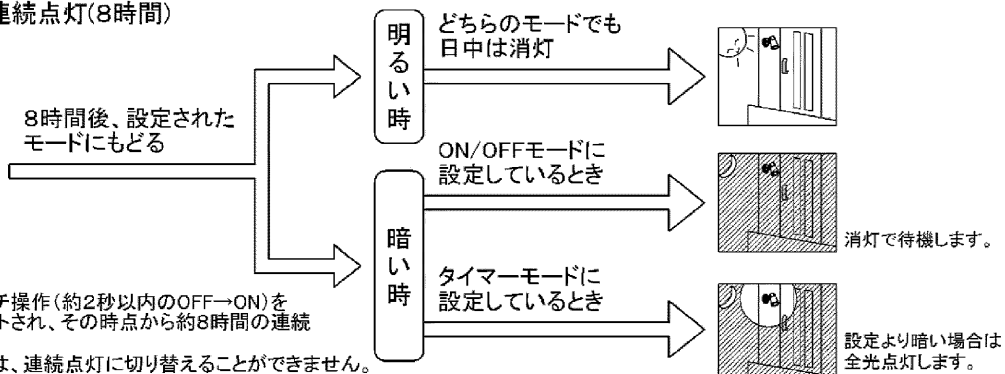 連続点灯(8時間)
8時間後、設定された
モードにもどる
明るい時
どちらのモードでも
日中は消灯
暗い時
ON/OFFモードに
設定しているとき
消灯で待機します。
タイマーモードに
設定しているとき
設定より暗い場合は
全光点灯します。
チ操作(約2秒以内のOFF→ON)を
トされ、その時点から約8時間の連続
は、連続点灯に切り替えることができません。